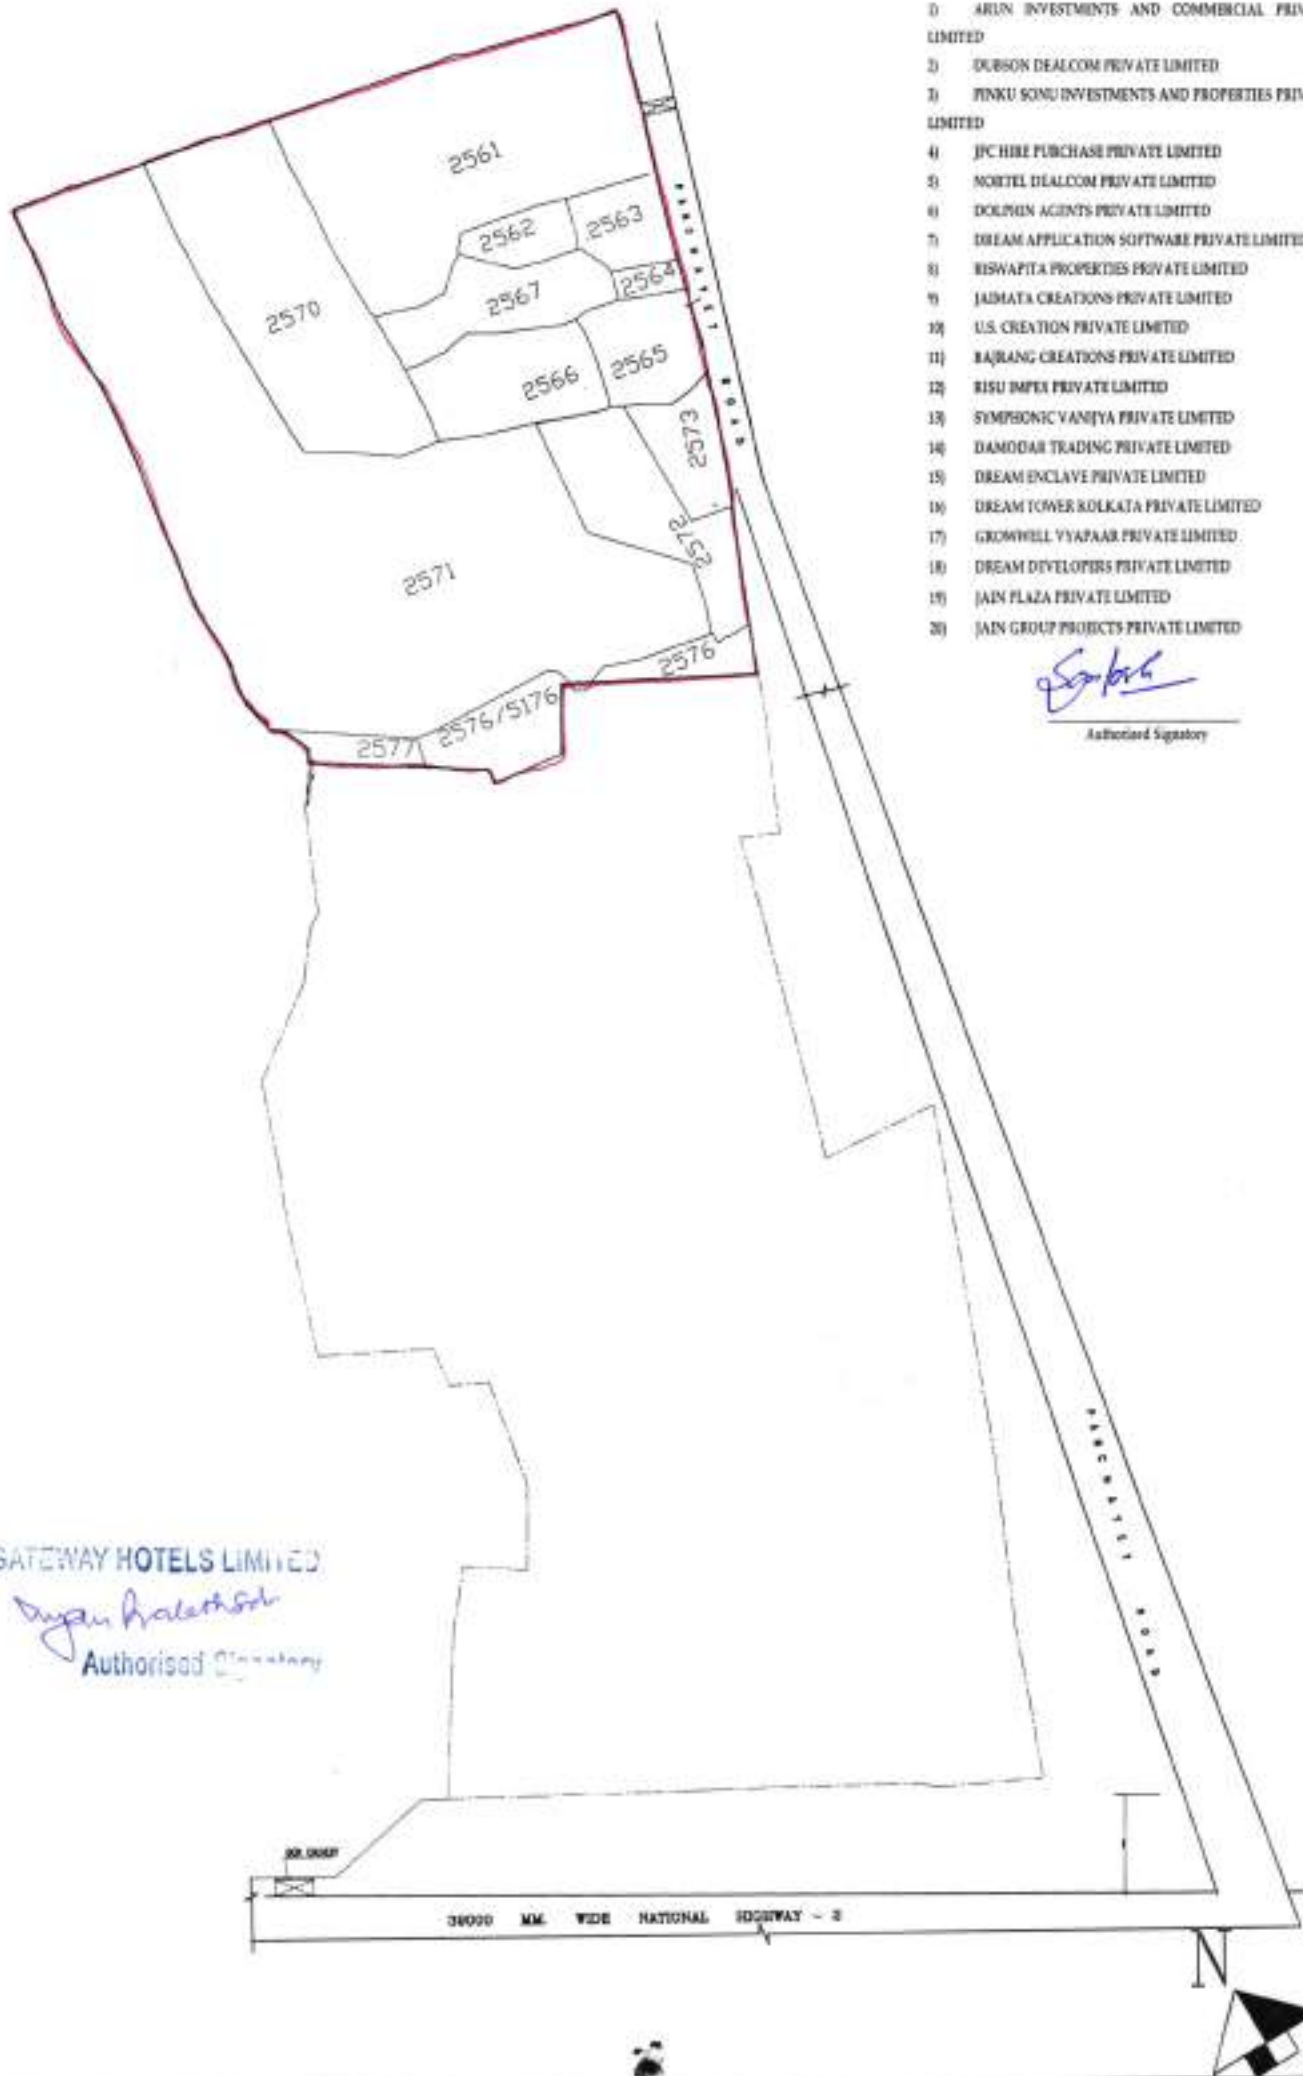 1) ARUN INVESTMENTS AND COMMERCIAL PRIV
LIMITED
2) DUBSON DEALCOM PRIVATE LIMITED
3) PINKU SONU INVESTMENTS AND PROPERTIES PRIV
LIMITED
4) JPC HIRE PURCHASE PRIVATE LIMITED
5) NORTEL DEALCOM PRIVATE LIMITED
6) DOLPHIN AGENTS PRIVATE LIMITED
7) DREAM APPLICATION SOFTWARE PRIVATE LIMITED
8) BISWAPITA PROPERTIES PRIVATE LIMITED
9) JAIMATA CREATIONS PRIVATE LIMITED
10) U.S. CREATION PRIVATE LIMITED
11) BAJRANG CREATIONS PRIVATE LIMITED
12) RISU IMPEX PRIVATE LIMITED
13) SYMPHONIC VANIJYA PRIVATE LIMITED
14) DAMODAR TRADING PRIVATE LIMITED
15) DREAM ENCLAVE PRIVATE LIMITED
16) DREAM TOWER KOLKATA PRIVATE LIMITED
17) GROWWELL VYAPAAR PRIVATE LIMITED
18) DREAM DEVELOPERS PRIVATE LIMITED
19) JAIN PLAZA PRIVATE LIMITED
20) JAIN GROUP PROJECTS PRIVATE LIMITED
Authorised Signatory
2561
2562
2563
2564
2567
2570
2565
2566
2573
2572
2571
2576
2576/5176
2577
PANCHAYET ROAD
PANCHAYET ROAD
GATEWAY HOTELS LIMITED
Authorised Signatory
39000 MM. WIDE NATIONAL HIGHWAY - 2
N